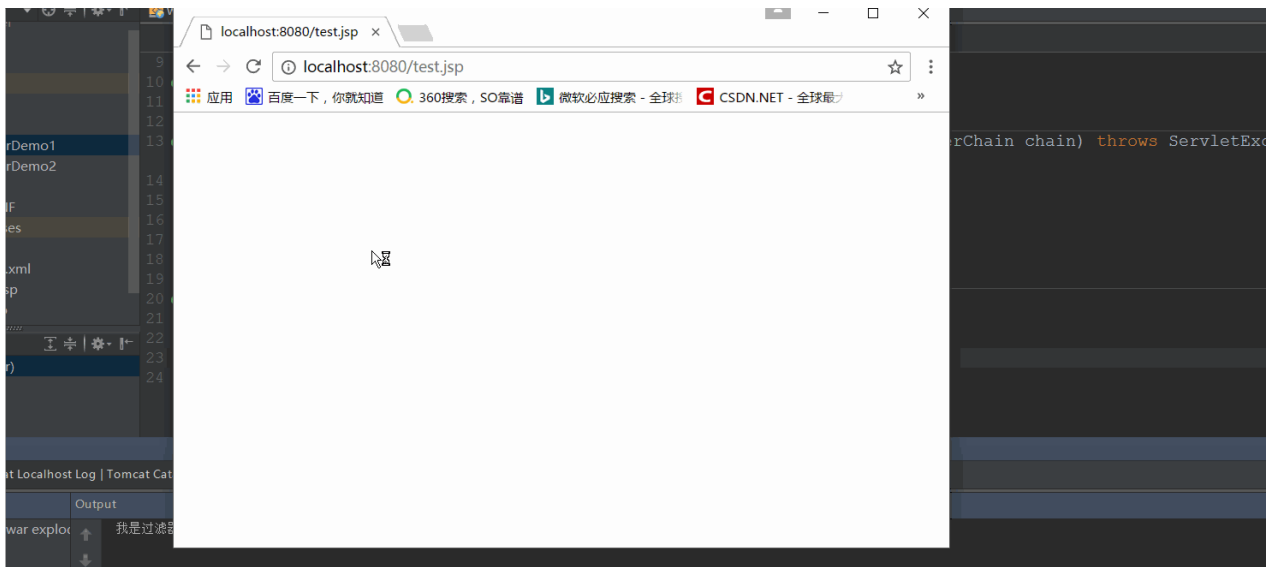 localhost:8080/test.jsp
localhost:8080/test.jsp
应用 百度一下，你就知道 360搜索，SO靠谱 微软必应搜索 - 全球 CSDN.NET - 全球最
9
10
11
12
rDemo1 13 rChain chain) throws ServletExc
rDemo2
14
15
IF
16
es
17
18
.xml
19
sp
20
21
22
23
r)
24
at Localhost Log | Tomcat Cat
Output
war explo 我是过滤